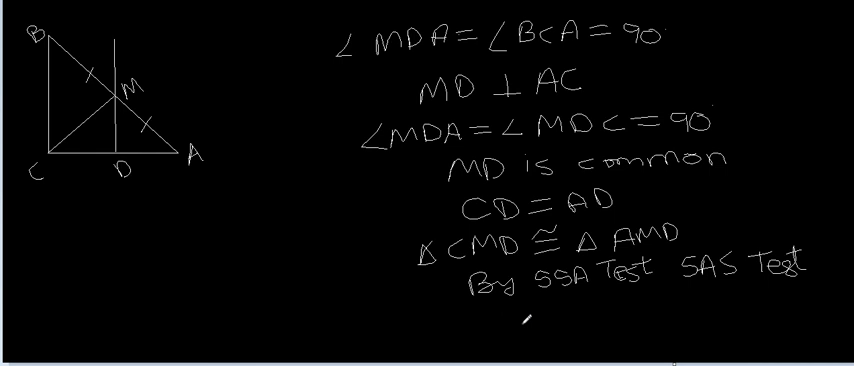 B
M
C
D
A
∠ MDA = ∠ BCA = 90
MD ⊥ AC
∠MDA = ∠ MDC = 90
MD is common
CD = AD
Δ CMD ≅ Δ AMD
By SSA Test SAS Test